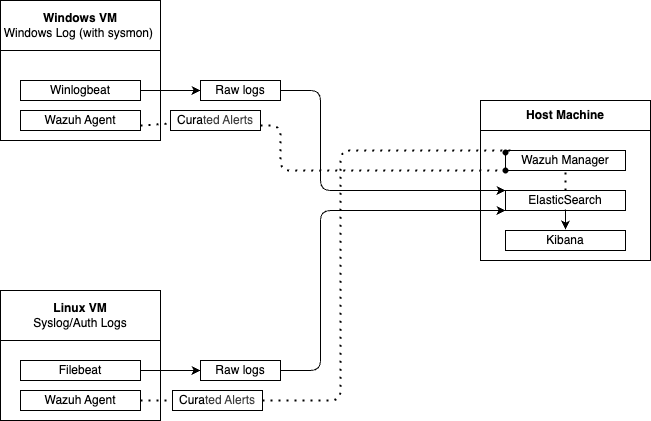 Windows VM
Windows Log (with sysmon)
Winlogbeat
Raw logs
Wazuh Agent
Curated Alerts
Host Machine
Wazuh Manager
ElasticSearch
Kibana
Linux VM
Syslog/Auth Logs
Filebeat
Raw logs
Wazuh Agent
Curated Alerts